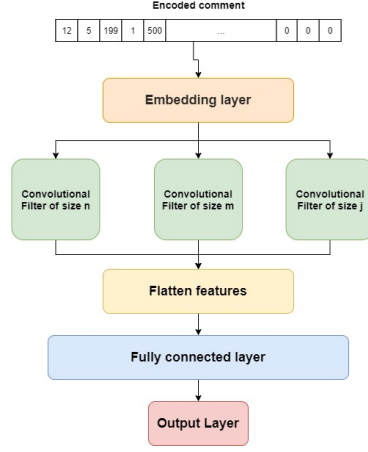 Encoded comment
12 5 199 1 500 ... 0 0 0
Embedding layer
Convolutional Filter of size n
Convolutional Filter of size m
Convolutional Filter of size j
Flatten features
Fully connected layer
Output Layer